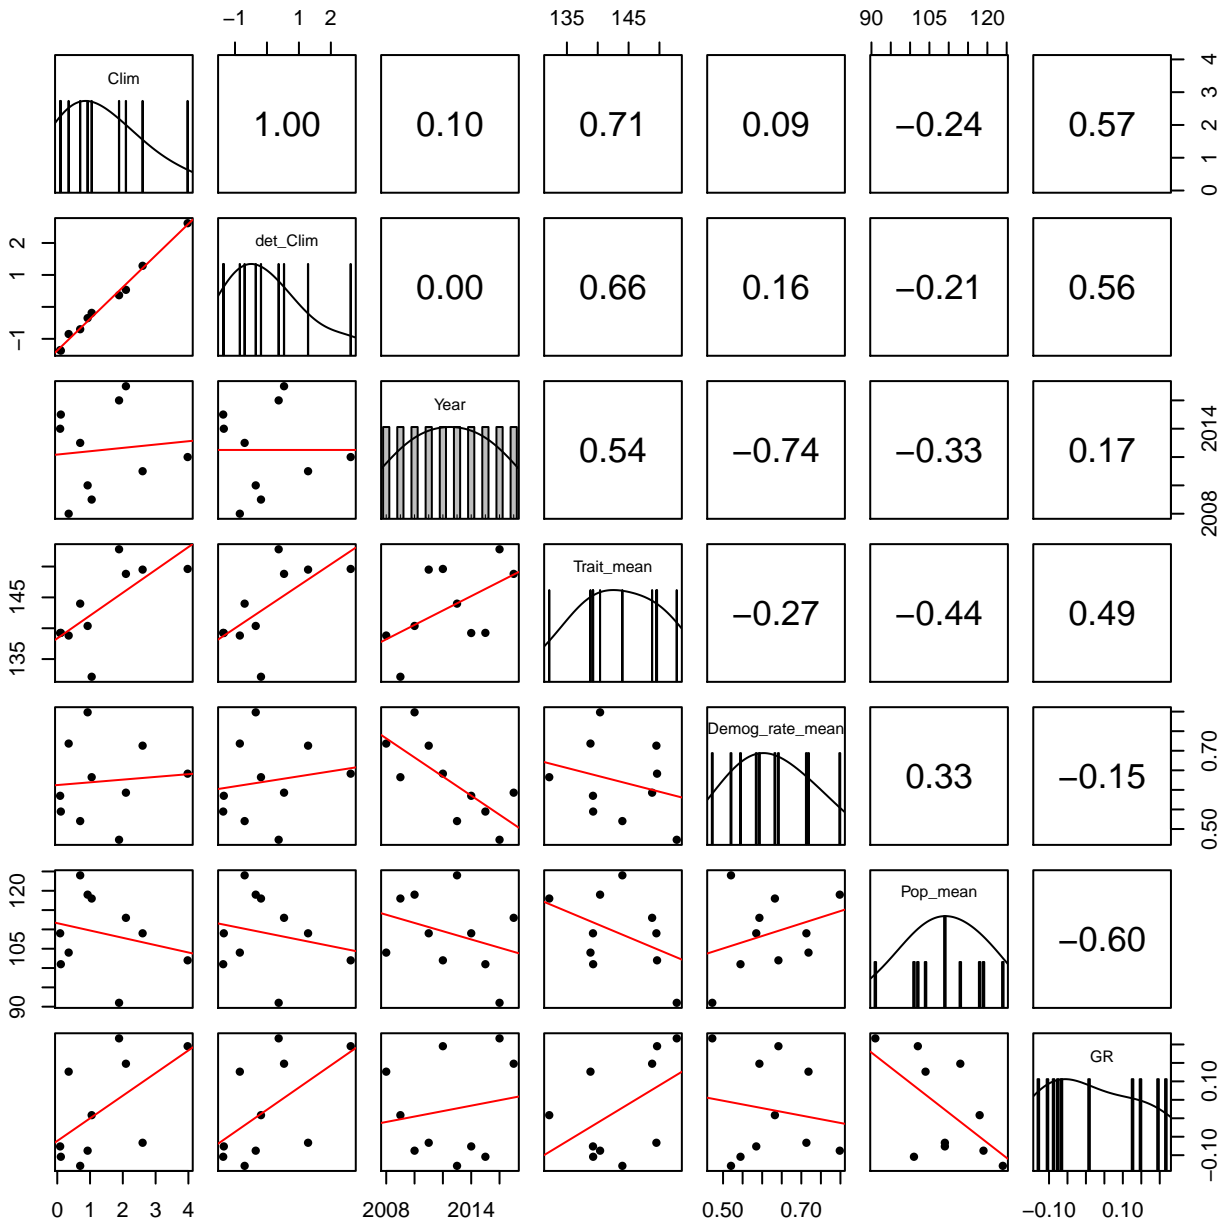 −1 1 2 135 145 90 109 120
Clim 1.00 0.10 0.71 0.09 −0.24 0.57 0 1 2 3 4
−1 1 2 det_Clim 0.00 0.66 0.16 −0.21 0.56
Year 0.54 −0.74 −0.33 0.17 2008 2014
135 145 Trait_mean −0.27 −0.44 0.49
Demog_rate_mean 0.33 −0.15 0.50 0.70
90 105 120 Pop_mean −0.60
GR −0.10 0.10
0 1 2 3 4 2008 2014 0.50 0.70 −0.10 0.10